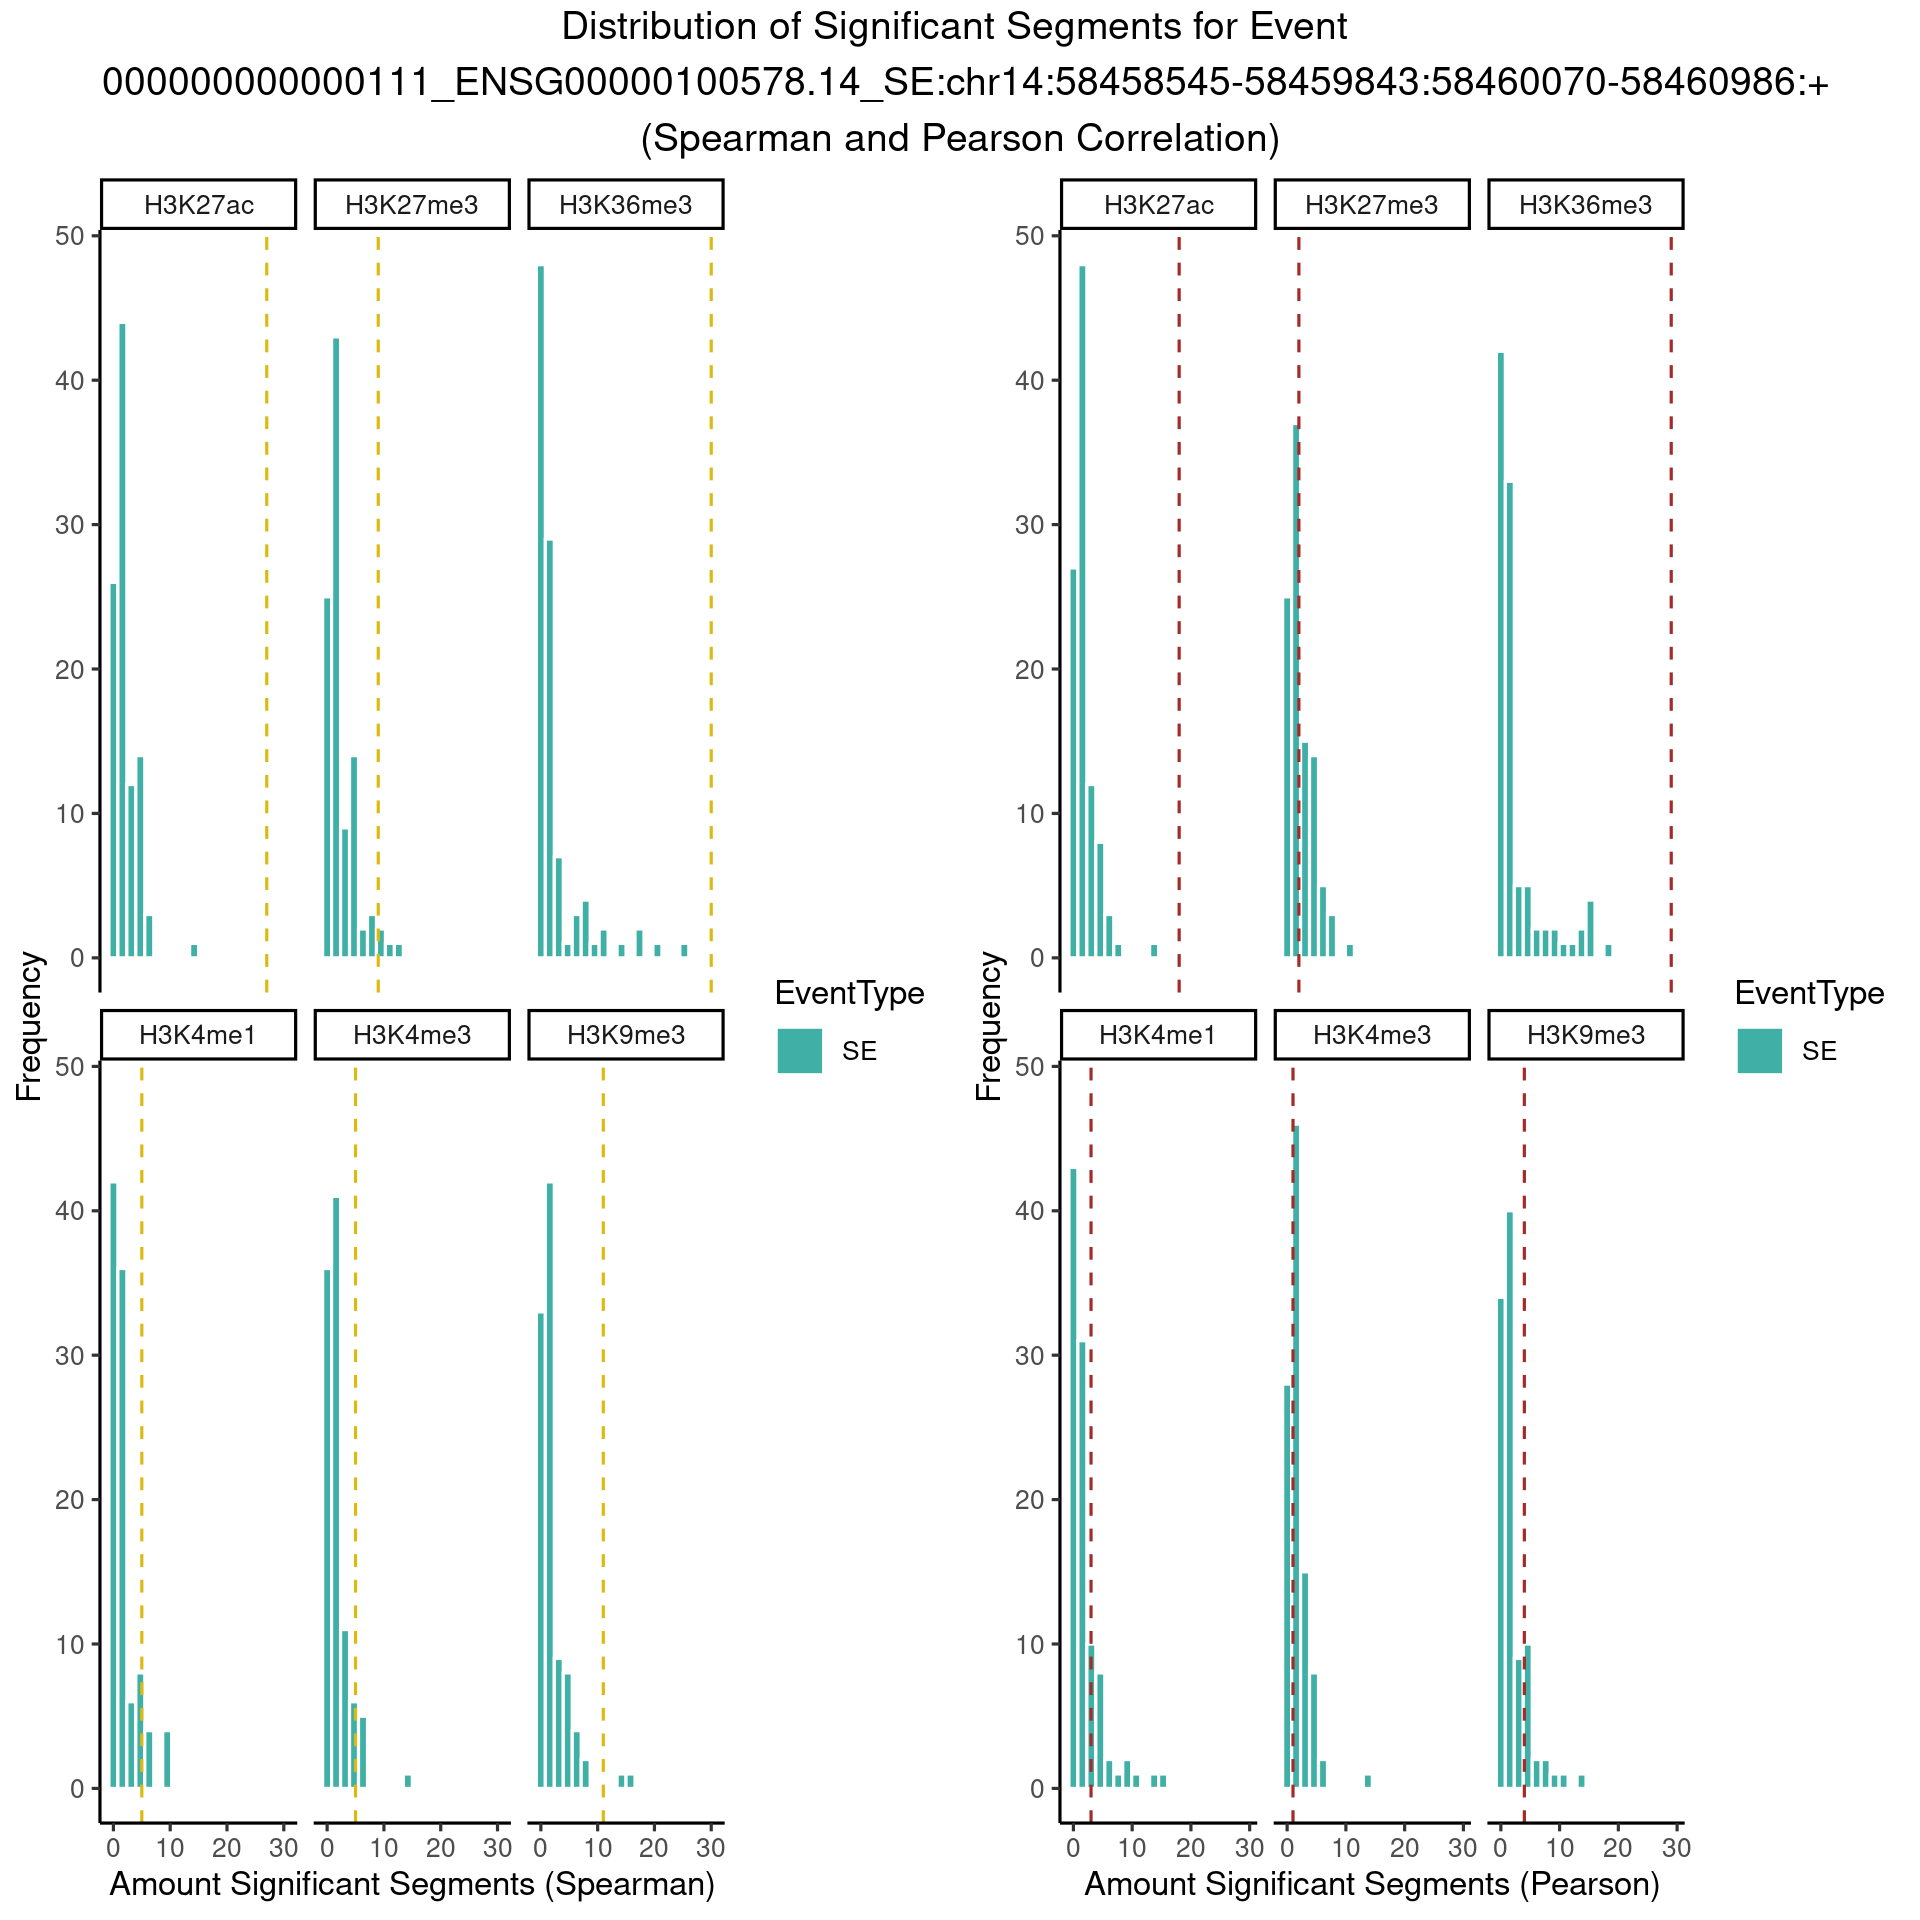 Distribution of Significant Segments for Event
000000000000111_ENSG00000100578.14_SE:chr14:58458545-58459843:58460070-58460986:+
(Spearman and Pearson Correlation)
H3K27ac H3K27me3 H3K36me3
50
40
30
20
10
0
H3K4me1 H3K4me3 H3K9me3
50
40
30
20
10
0
0 10 20 30 0 10 20 30 0 10 20 30
Frequency
Amount Significant Segments (Spearman)
EventType
SE
H3K27ac H3K27me3 H3K36me3
50
40
30
20
10
0
H3K4me1 H3K4me3 H3K9me3
50
40
30
20
10
0
0 10 20 30 0 10 20 30 0 10 20 30
Frequency
Amount Significant Segments (Pearson)
EventType
SE